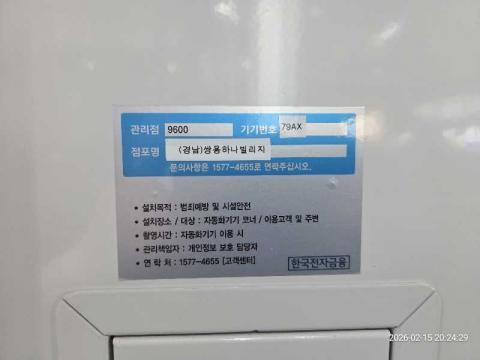 관리점 9600 기기번호 79AX
점포명 (경남)쌍용하나빌리지
문의사항은 1577-4655로 연락주십시오.
• 설치목적 : 범죄예방 및 시설안전
• 설치장소 / 대상 : 자동화기기 코너 / 이용고객 및 주변
• 촬영시간 : 자동화기기 이용 시
• 관리책임자 : 개인정보 보호 담당자
• 연 락 처 : 1577-4655 [고객센터]
한국전자금융
2026-02-15 20:24:29